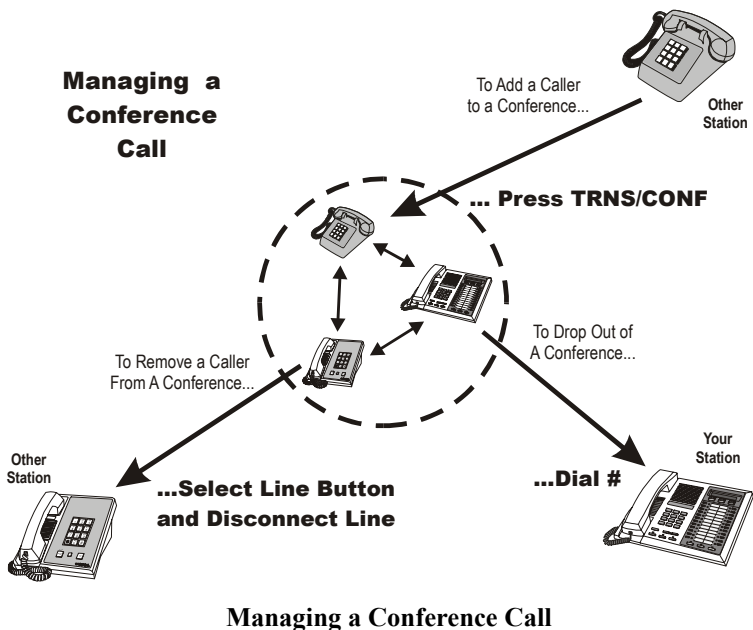 Managing a
Conference
Call
To Add a Caller
to a Conference...
Other
Station
... Press TRNS/CONF
To Remove a Caller
From A Conference...
To Drop Out of
A Conference...
Other
Station
...Select Line Button
and Disconnect Line
...Dial #
Your
Station
Managing a Conference Call